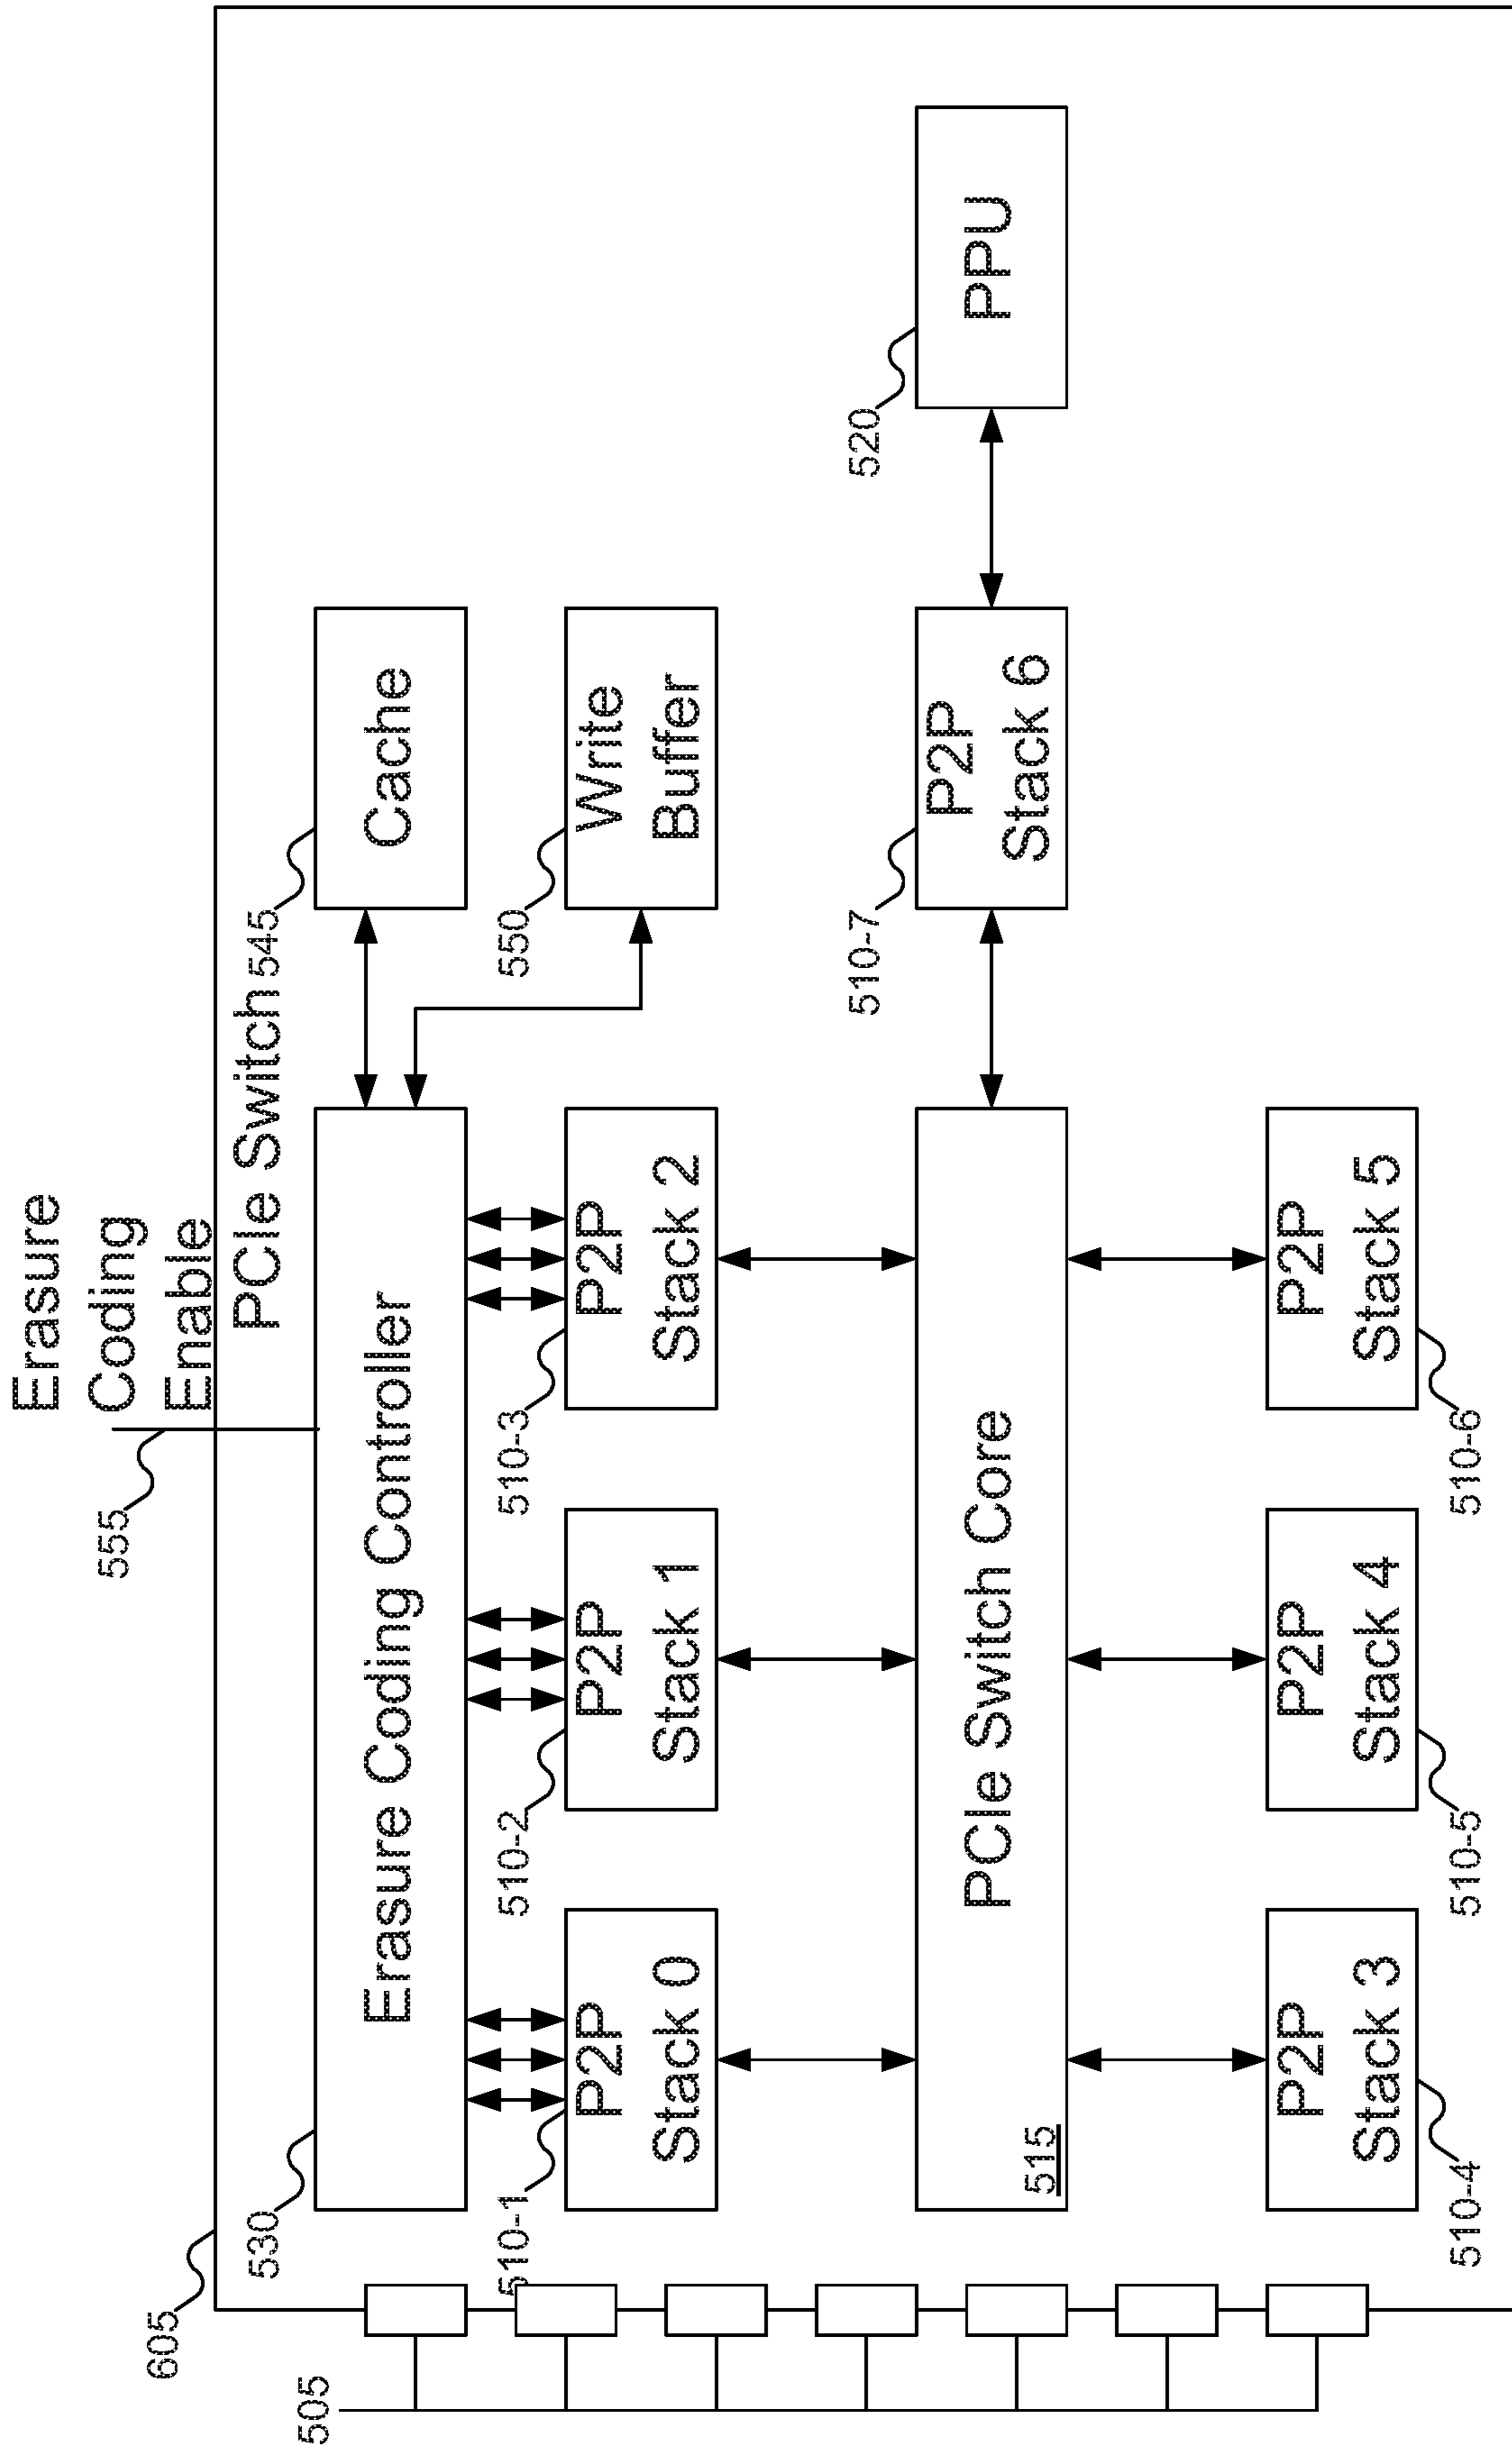 Erasure
Coding
Enable
555
605
PCIe Switch
530
545
Erasure Coding Controller
Cache
505
510-1
510-2
510-3
550
P2P
Stack 0
P2P
Stack 1
P2P
Stack 2
Write
Buffer
510-7
520
515
PCIe Switch Core
P2P
Stack 6
PPU
P2P
Stack 3
P2P
Stack 4
P2P
Stack 5
510-4
510-5
510-6